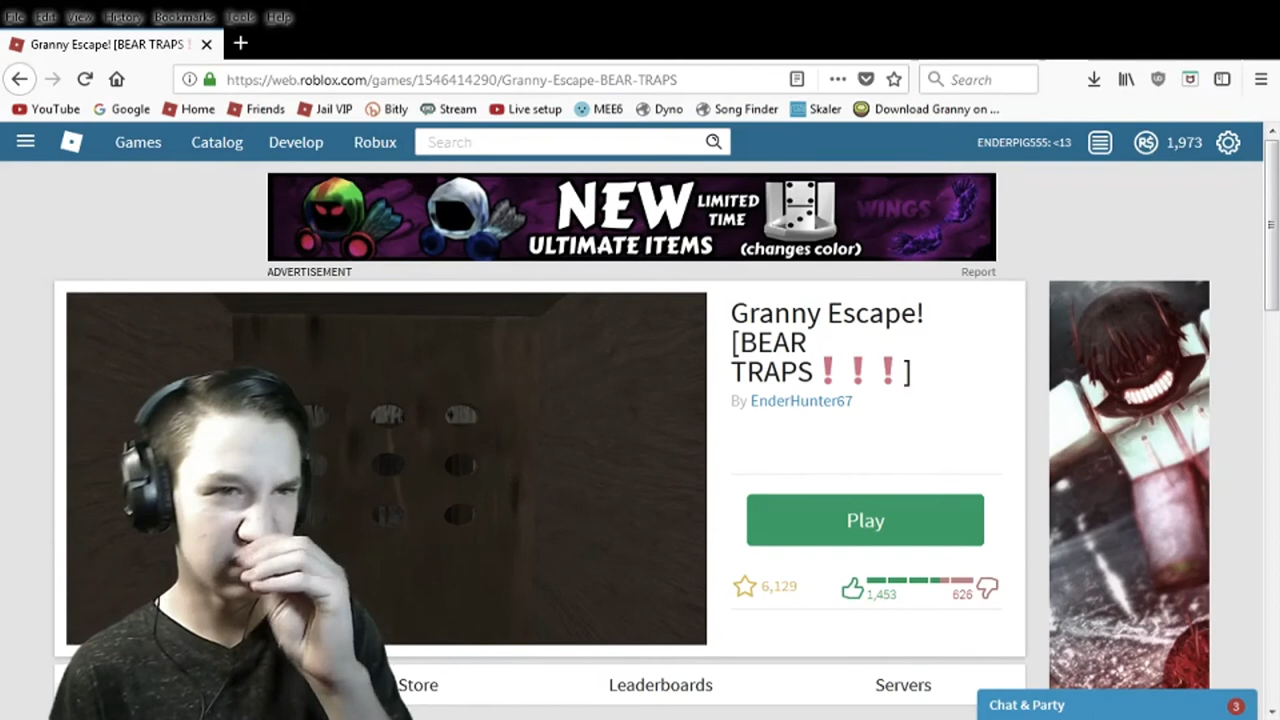 File Edit View History Bookmarks Tools Help
Granny Escape! [BEAR TRAPS
https://web.roblox.com/games/1546414290/Granny-Escape-BEAR-TRAPS
Search
YouTube Google Home Friends Jail VIP Bitly Stream Live setup MEE6 Dyno Song Finder Skaler Download Granny on ...
Games Catalog Develop Robux Search ENDERPIG555: <13 R$ 1,973
NEW LIMITED TIME WINGS
ULTIMATE ITEMS (changes color)
ADVERTISEMENT Report
Granny Escape!
[BEAR
TRAPS❗❗❗]
By EnderHunter67
Play
6,129 1,453 626
Store Leaderboards Servers
Chat & Party 3